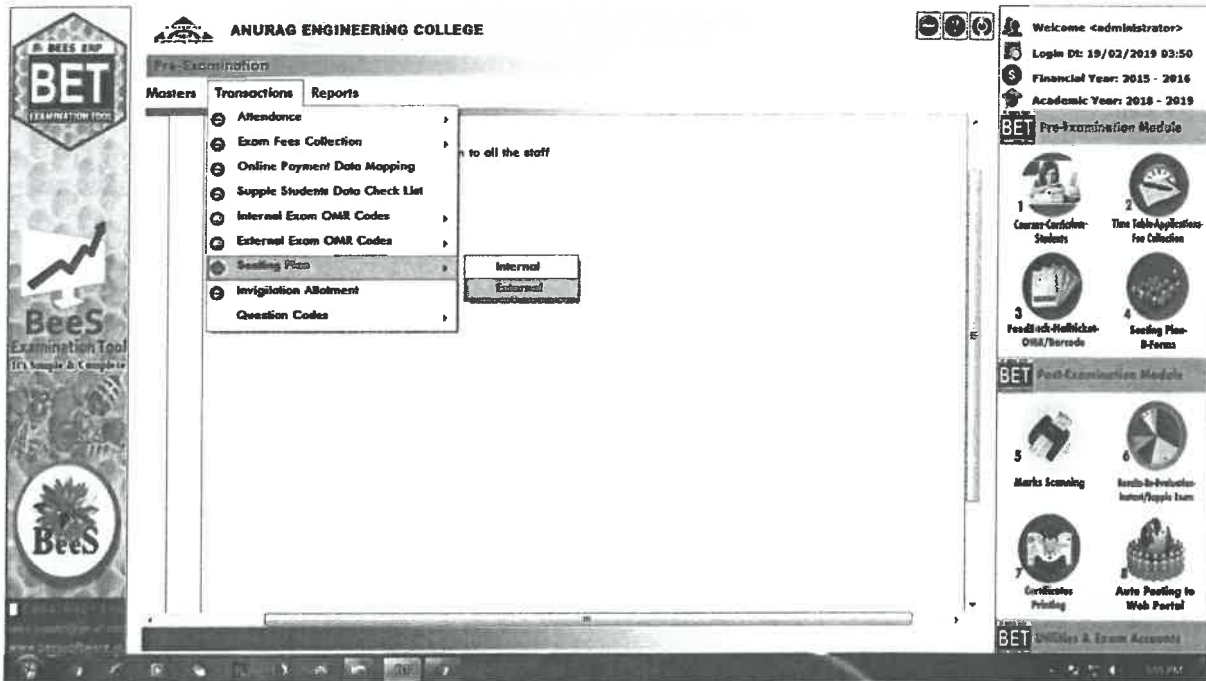 BEES ERP
BET
EXAMINATION TOOL
BeeS
Examination Tool
It's Simple & Complete
BeeS
ANURAG ENGINEERING COLLEGE
Pre-Examination
Masters Transactions Reports
Attendance
Exam Fees Collection
Online Payment Data Mapping
Supple Students Data Check List
Internal Exam OMR Codes
External Exam OMR Codes
Seating Plan
Invigilation Allotment
Question Codes
Internal
External
to all the staff
Welcome <administrator>
Login Dt: 19/02/2019 03:50
Financial Year: 2015 - 2016
Academic Year: 2018 - 2019
BET Pre-Examination Module
1
Courses-Curriculum-
Students
2
Time Table-Applications-
Fee Collection
3
FeedBack-Hallticket-
OMR/Barcode
4
Seating Plan-
D-Forms
BET Post-Examination Module
5
Marks Scanning
6
Results-Re-Evaluation-
Instant/Supple Exam
7
Certificates
Printing
8
Auto Posting to
Web Portal
BET Utilities & Exam Accounts